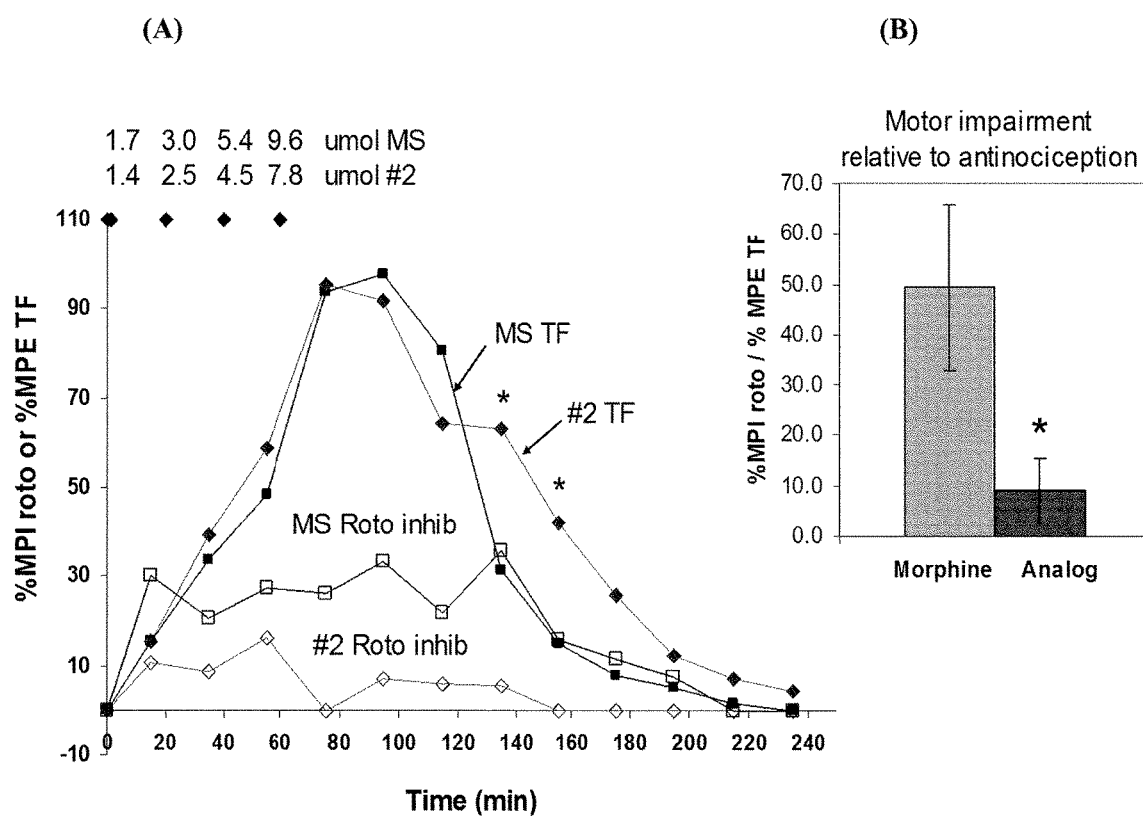 (A)
(B)
1.7 3.0 5.4 9.6 umol MS
1.4 2.5 4.5 7.8 umol #2
%MPI roto or %MPE TF
110
90
70
50
30
10
-10
MS TF
*
#2 TF
*
MS Roto inhib
#2 Roto inhib
0 20 40 60 80 100 120 140 160 180 200 220 240
Time (min)
Motor impairment
relative to antinociception
%MPI roto / % MPE TF
70.0
60.0
50.0
40.0
30.0
20.0
10.0
0.0
*
Morphine Analog